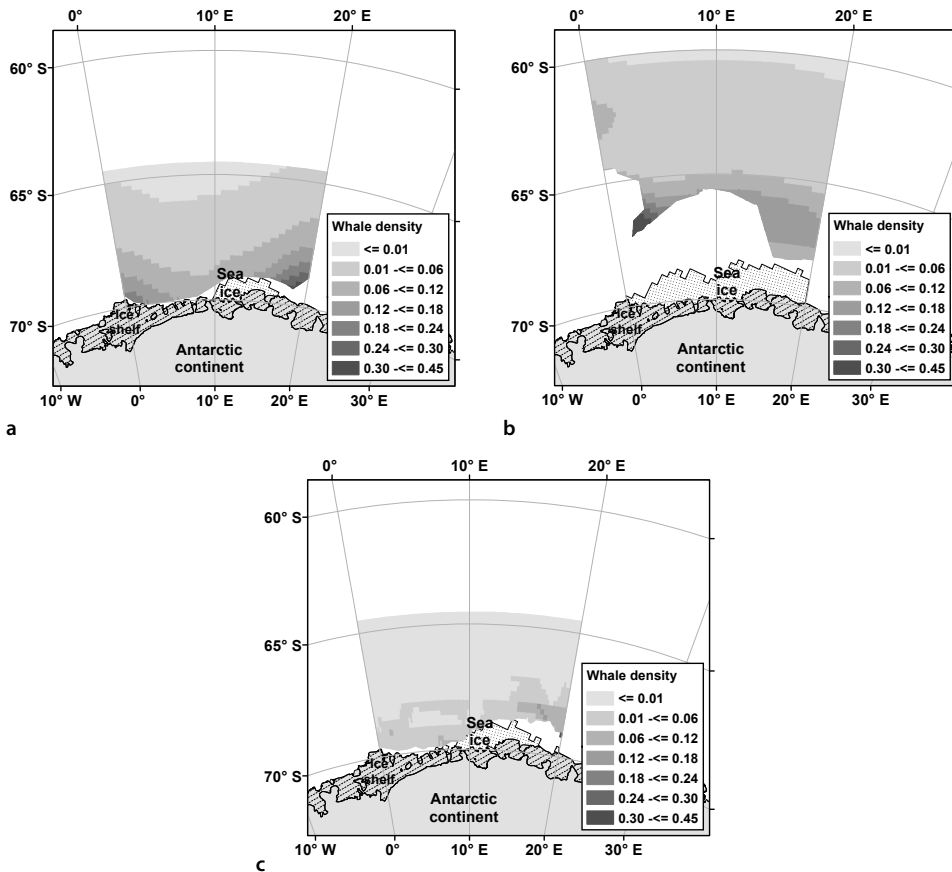 0° 10° E 20° E
60° S
65° S
70° S
Whale density
<= 0.01
0.01 -<= 0.06
0.06 -<= 0.12
0.12 -<= 0.18
0.18 -<= 0.24
0.24 -<= 0.30
0.30 -<= 0.45
Sea
ice
Ice
shelf
Antarctic
continent
10° W 0° 10° E 20° E 30° E
a
0° 10° E 20° E
60° S
65° S
70° S
Whale density
<= 0.01
0.01 -<= 0.06
0.06 -<= 0.12
0.12 -<= 0.18
0.18 -<= 0.24
0.24 -<= 0.30
0.30 -<= 0.45
Sea
ice
Ice
shelf
Antarctic
continent
10° W 0° 10° E 20° E 30° E
b
0° 10° E 20° E
60° S
65° S
70° S
Whale density
<= 0.01
0.01 -<= 0.06
0.06 -<= 0.12
0.12 -<= 0.18
0.18 -<= 0.24
0.24 -<= 0.30
0.30 -<= 0.45
Sea
ice
Ice
shelf
Antarctic
continent
10° W 0° 10° E 20° E 30° E
c